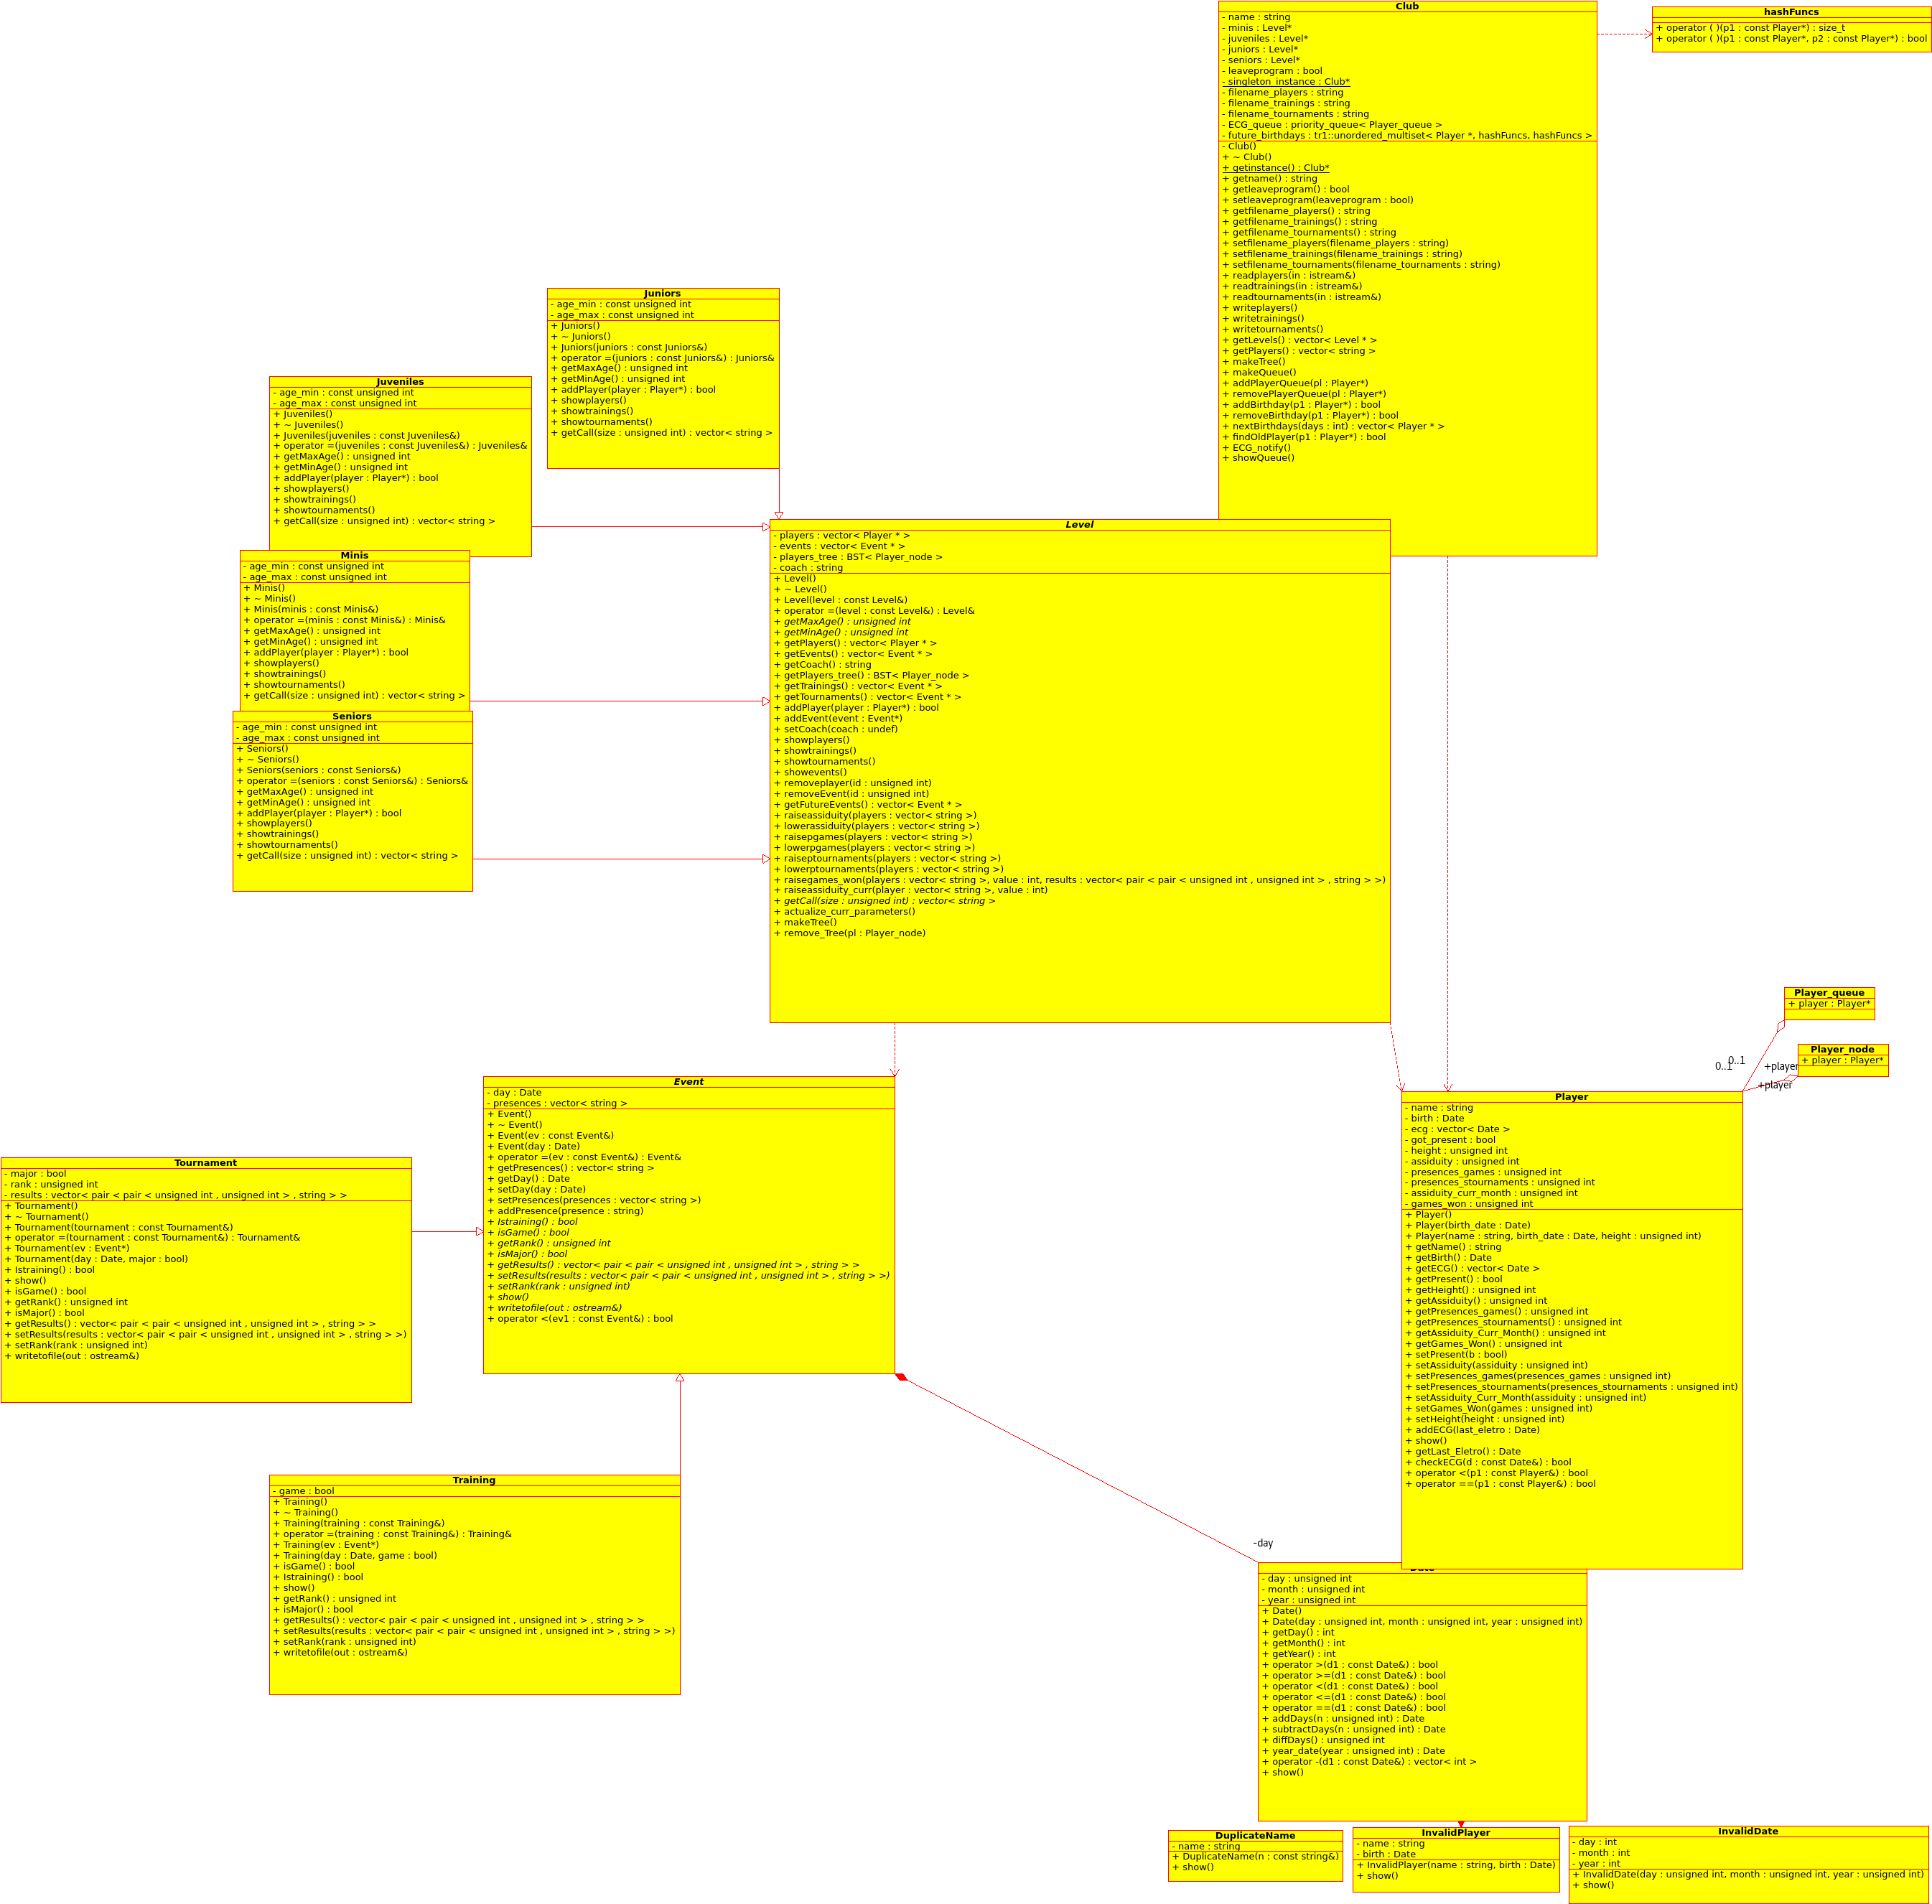 Club
- name : string
- minis : Level*
- juveniles : Level*
- juniors : Level*
- seniors : Level*
- leaveprogram : bool
- singleton_instance : Club*
- filename_players : string
- filename_trainings : string
- filename_tournaments : string
- ECG_queue : priority_queue< Player_queue >
- future_birthdays : tr1::unordered_multiset< Player *, hashFuncs, hashFuncs >
- Club()
+ ~ Club()
+ getinstance() : Club*
+ getname() : string
+ getleaveprogram() : bool
+ setleaveprogram(leaveprogram : bool)
+ getfilename_players() : string
+ getfilename_trainings() : string
+ getfilename_tournaments() : string
+ setfilename_players(filename_players : string)
+ setfilename_trainings(filename_trainings : string)
+ setfilename_tournaments(filename_tournaments : string)
+ readplayers(in : istream&)
+ readtrainings(in : istream&)
+ readtournaments(in : istream&)
+ writeplayers()
+ writetrainings()
+ writetournaments()
+ getLevels() : vector< Level * >
+ getPlayers() : vector< string >
+ makeTree()
+ makeQueue()
+ addPlayerQueue(pl : Player*)
+ removePlayerQueue(pl : Player*)
+ addBirthday(p1 : Player*) : bool
+ removeBirthday(p1 : Player*) : bool
+ nextBirthdays(days : int) : vector< Player * >
+ findOldPlayer(p1 : Player*) : bool
+ ECG_notify()
+ showQueue()
hashFuncs
+ operator ( )(p1 : const Player*) : size_t
+ operator ( )(p1 : const Player*, p2 : const Player*) : bool
Juniors
- age_min : const unsigned int
- age_max : const unsigned int
+ Juniors()
+ ~ Juniors()
+ Juniors(juniors : const Juniors&)
+ operator =(juniors : const Juniors&) : Juniors&
+ getMaxAge() : unsigned int
+ getMinAge() : unsigned int
+ addPlayer(player : Player*) : bool
+ showplayers()
+ showtrainings()
+ showtournaments()
+ getCall(size : unsigned int) : vector< string >
Juveniles
- age_min : const unsigned int
- age_max : const unsigned int
+ Juveniles()
+ ~ Juveniles()
+ Juveniles(juveniles : const Juveniles&)
+ operator =(juveniles : const Juveniles&) : Juveniles&
+ getMaxAge() : unsigned int
+ getMinAge() : unsigned int
+ addPlayer(player : Player*) : bool
+ showplayers()
+ showtrainings()
+ showtournaments()
+ getCall(size : unsigned int) : vector< string >
Minis
- age_min : const unsigned int
- age_max : const unsigned int
+ Minis()
+ ~ Minis()
+ Minis(minis : const Minis&)
+ operator =(minis : const Minis&) : Minis&
+ getMaxAge() : unsigned int
+ getMinAge() : unsigned int
+ addPlayer(player : Player*) : bool
+ showplayers()
+ showtrainings()
+ showtournaments()
+ getCall(size : unsigned int) : vector< string >
Seniors
- age_min : const unsigned int
- age_max : const unsigned int
+ Seniors()
+ ~ Seniors()
+ Seniors(seniors : const Seniors&)
+ operator =(seniors : const Seniors&) : Seniors&
+ getMaxAge() : unsigned int
+ getMinAge() : unsigned int
+ addPlayer(player : Player*) : bool
+ showplayers()
+ showtrainings()
+ showtournaments()
+ getCall(size : unsigned int) : vector< string >
Level
- players : vector< Player * >
- events : vector< Event * >
- players_tree : BST< Player_node >
- coach : string
+ Level()
+ ~ Level()
+ Level(level : const Level&)
+ operator =(level : const Level&) : Level&
+ getMaxAge() : unsigned int
+ getMinAge() : unsigned int
+ getPlayers() : vector< Player * >
+ getEvents() : vector< Event * >
+ getCoach() : string
+ getPlayers_tree() : BST< Player_node >
+ getTrainings() : vector< Event * >
+ getTournaments() : vector< Event * >
+ addPlayer(player : Player*) : bool
+ addEvent(event : Event*)
+ setCoach(coach : undef)
+ showplayers()
+ showtrainings()
+ showtournaments()
+ showevents()
+ removeplayer(id : unsigned int)
+ removeEvent(id : unsigned int)
+ getFutureEvents() : vector< Event * >
+ raiseassiduity(players : vector< string >)
+ lowerassiduity(players : vector< string >)
+ raisepgames(players : vector< string >)
+ lowerpgames(players : vector< string >)
+ raiseptournaments(players : vector< string >)
+ lowerptournaments(players : vector< string >)
+ raisegames_won(players : vector< string >, value : int, results : vector< pair < pair < unsigned int , unsigned int > , string > >)
+ raiseassiduity_curr(player : vector< string >, value : int)
+ getCall(size : unsigned int) : vector< string >
+ actualize_curr_parameters()
+ makeTree()
+ remove_Tree(pl : Player_node)
Player_queue
+ player : Player*
Player_node
+ player : Player*
0..1
0..1
+player
+player
Event
- day : Date
- presences : vector< string >
+ Event()
+ ~ Event()
+ Event(ev : const Event&)
+ Event(day : Date)
+ operator =(ev : const Event&) : Event&
+ getPresences() : vector< string >
+ getDay() : Date
+ setDay(day : Date)
+ setPresences(presences : vector< string >)
+ addPresence(presence : string)
+ Istraining() : bool
+ isGame() : bool
+ getRank() : unsigned int
+ isMajor() : bool
+ getResults() : vector< pair < pair < unsigned int , unsigned int > , string > >
+ setResults(results : vector< pair < pair < unsigned int , unsigned int > , string > >)
+ setRank(rank : unsigned int)
+ show()
+ writetofile(out : ostream&)
+ operator <(ev1 : const Event&) : bool
Player
- name : string
- birth : Date
- ecg : vector< Date >
- got_present : bool
- height : unsigned int
- assiduity : unsigned int
- presences_games : unsigned int
- presences_stournaments : unsigned int
- assiduity_curr_month : unsigned int
- games_won : unsigned int
+ Player()
+ Player(birth_date : Date)
+ Player(name : string, birth_date : Date, height : unsigned int)
+ getName() : string
+ getBirth() : Date
+ getECG() : vector< Date >
+ getPresent() : bool
+ getHeight() : unsigned int
+ getAssiduity() : unsigned int
+ getPresences_games() : unsigned int
+ getPresences_stournaments() : unsigned int
+ getAssiduity_Curr_Month() : unsigned int
+ getGames_Won() : unsigned int
+ setPresent(b : bool)
+ setAssiduity(assiduity : unsigned int)
+ setPresences_games(presences_games : unsigned int)
+ setPresences_stournaments(presences_stournaments : unsigned int)
+ setAssiduity_Curr_Month(assiduity : unsigned int)
+ setGames_Won(games : unsigned int)
+ setHeight(height : unsigned int)
+ addECG(last_eletro : Date)
+ show()
+ getLast_Eletro() : Date
+ checkECG(d : const Date&) : bool
+ operator <(p1 : const Player&) : bool
+ operator ==(p1 : const Player&) : bool
Tournament
- major : bool
- rank : unsigned int
- results : vector< pair < pair < unsigned int , unsigned int > , string > >
+ Tournament()
+ ~ Tournament()
+ Tournament(tournament : const Tournament&)
+ operator =(tournament : const Tournament&) : Tournament&
+ Tournament(ev : Event*)
+ Tournament(day : Date, major : bool)
+ Istraining() : bool
+ show()
+ isGame() : bool
+ getRank() : unsigned int
+ isMajor() : bool
+ getResults() : vector< pair < pair < unsigned int , unsigned int > , string > >
+ setResults(results : vector< pair < pair < unsigned int , unsigned int > , string > >)
+ setRank(rank : unsigned int)
+ writetofile(out : ostream&)
Training
- game : bool
+ Training()
+ ~ Training()
+ Training(training : const Training&)
+ operator =(training : const Training&) : Training&
+ Training(ev : Event*)
+ Training(day : Date, game : bool)
+ isGame() : bool
+ Istraining() : bool
+ show()
+ getRank() : unsigned int
+ isMajor() : bool
+ getResults() : vector< pair < pair < unsigned int , unsigned int > , string > >
+ setResults(results : vector< pair < pair < unsigned int , unsigned int > , string > >)
+ setRank(rank : unsigned int)
+ writetofile(out : ostream&)
-day
- day : unsigned int
- month : unsigned int
- year : unsigned int
+ Date()
+ Date(day : unsigned int, month : unsigned int, year : unsigned int)
+ getDay() : int
+ getMonth() : int
+ getYear() : int
+ operator >(d1 : const Date&) : bool
+ operator >=(d1 : const Date&) : bool
+ operator <(d1 : const Date&) : bool
+ operator <=(d1 : const Date&) : bool
+ operator ==(d1 : const Date&) : bool
+ addDays(n : unsigned int) : Date
+ subtractDays(n : unsigned int) : Date
+ diffDays() : unsigned int
+ year_date(year : unsigned int) : Date
+ operator -(d1 : const Date&) : vector< int >
+ show()
DuplicateName
- name : string
+ DuplicateName(n : const string&)
+ show()
InvalidPlayer
- name : string
- birth : Date
+ InvalidPlayer(name : string, birth : Date)
+ show()
InvalidDate
- day : int
- month : int
- year : int
+ InvalidDate(day : unsigned int, month : unsigned int, year : unsigned int)
+ show()